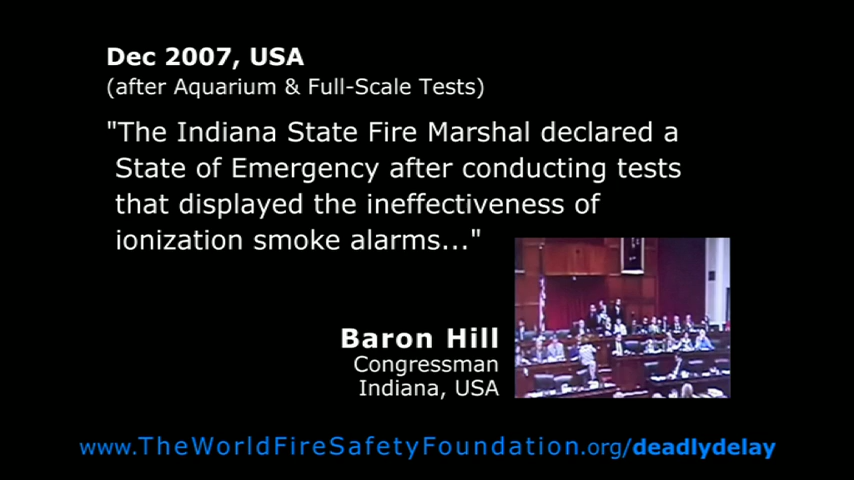 Dec 2007, USA
(after Aquarium & Full-Scale Tests)
"The Indiana State Fire Marshal declared a
State of Emergency after conducting tests
that displayed the ineffectiveness of
ionization smoke alarms..."
Baron Hill
Congressman
Indiana, USA
www.TheWorldFireSafetyFoundation.org/deadlydelay